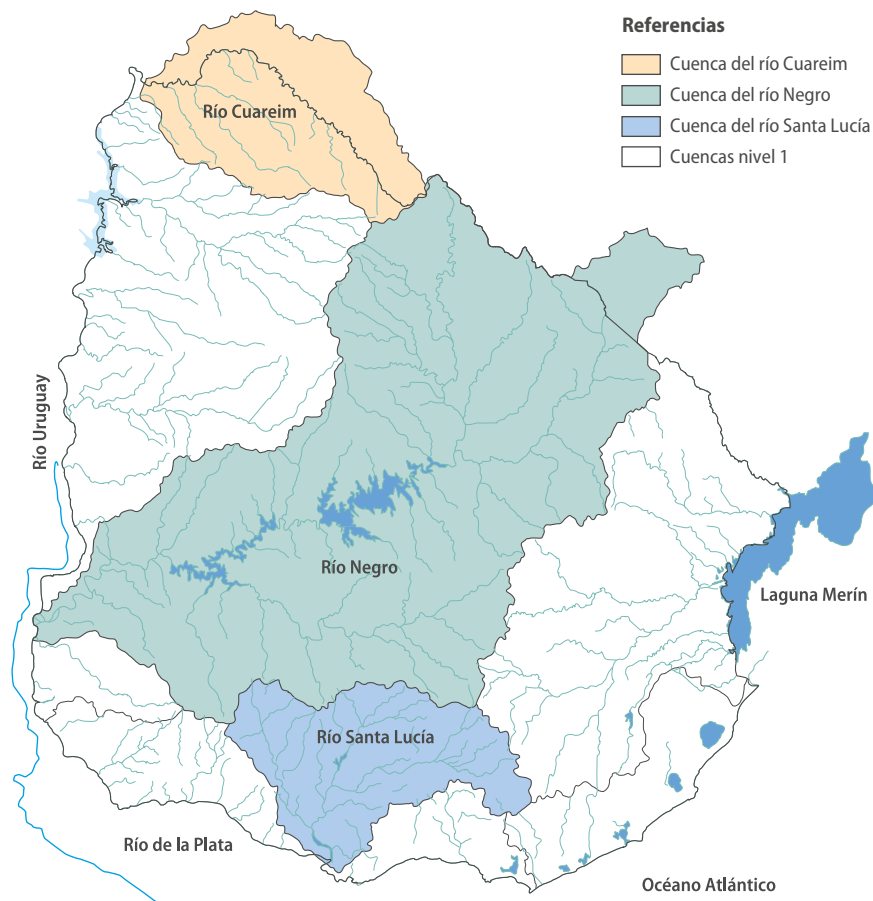 Referencias
Cuenca del río Cuareim
Cuenca del río Negro
Cuenca del río Santa Lucía
Cuencas nivel 1
Río Cuareim
Río Uruguay
Río Negro
Laguna Merín
Río Santa Lucía
Río de la Plata
Océano Atlántico